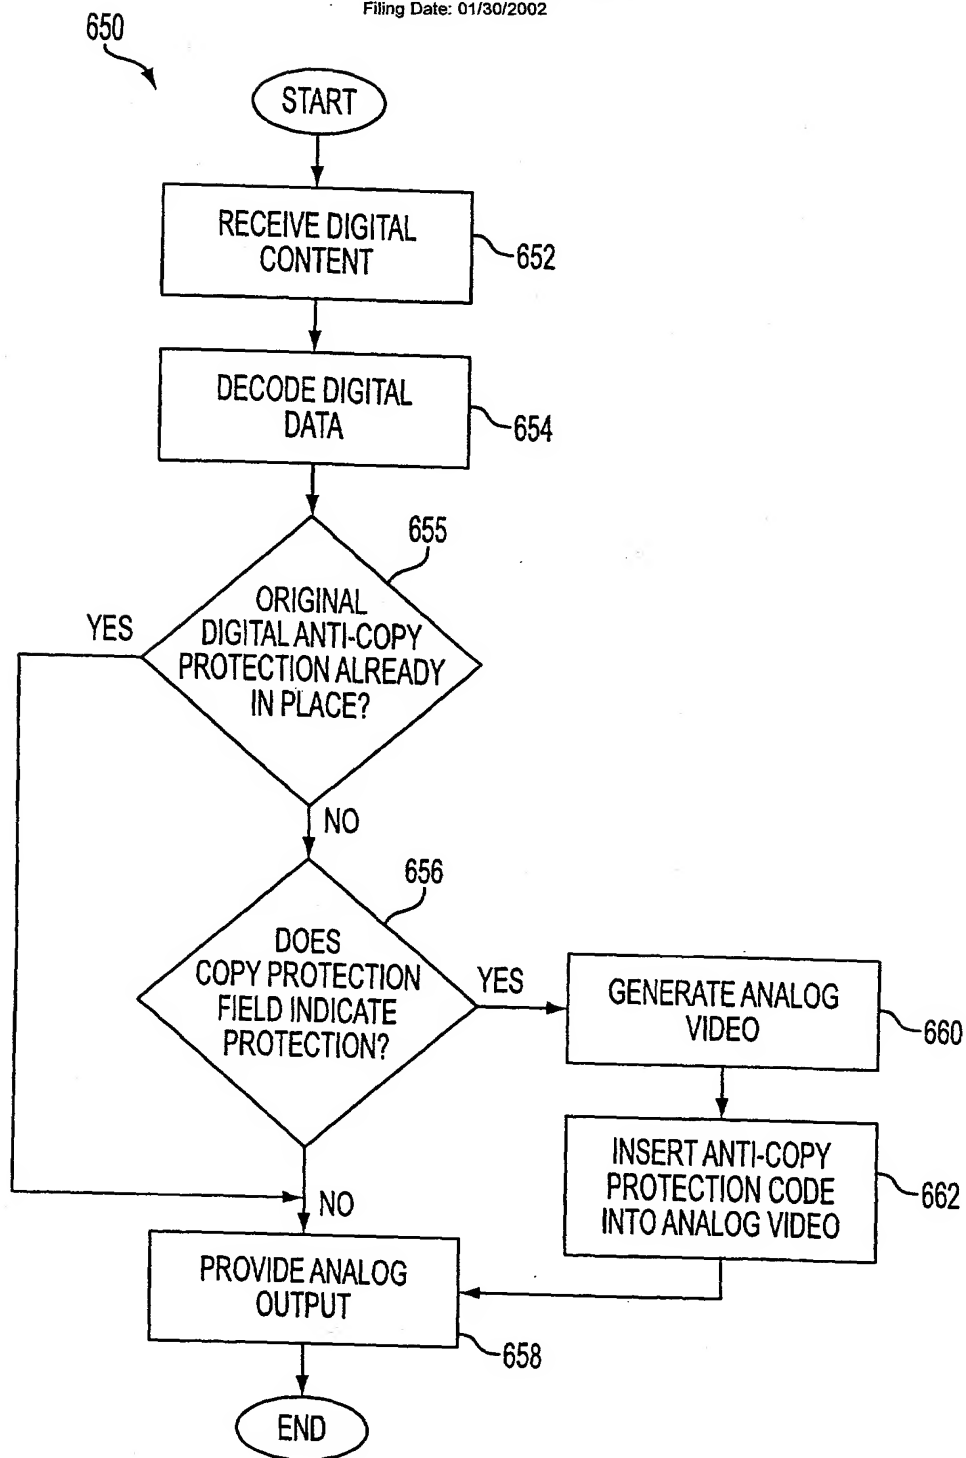 Filing Date: 01/30/2002
650
START
RECEIVE DIGITAL
CONTENT
652
DECODE DIGITAL
DATA
654
655
ORIGINAL
DIGITAL ANTI-COPY
PROTECTION ALREADY
IN PLACE?
YES
NO
656
DOES
COPY PROTECTION
FIELD INDICATE
PROTECTION?
YES
GENERATE ANALOG
VIDEO
660
INSERT ANTI-COPY
PROTECTION CODE
INTO ANALOG VIDEO
662
NO
PROVIDE ANALOG
OUTPUT
658
END